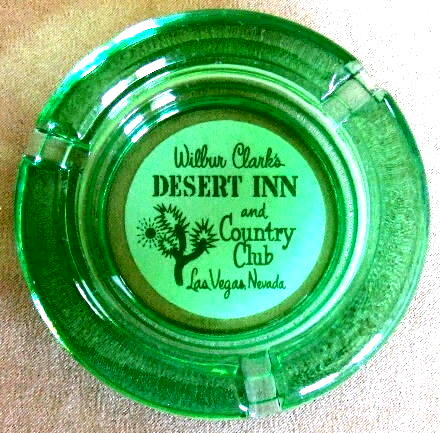 Wilbur Clark's
DESERT INN
and
Country
Club
Las Vegas, Nevada